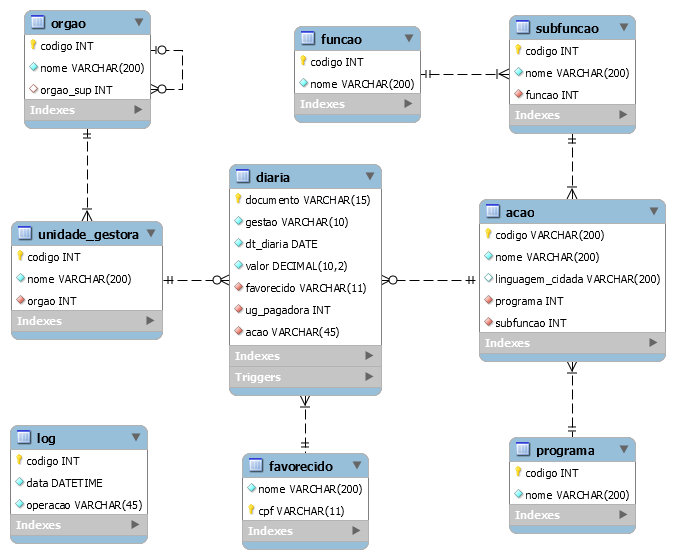 orgao
codigo INT
nome VARCHAR(200)
orgao_sup INT
Indexes
funcao
codigo INT
nome VARCHAR(200)
Indexes
subfuncao
codigo INT
nome VARCHAR(200)
funcao INT
Indexes
unidade_gestora
codigo INT
nome VARCHAR(200)
orgao INT
Indexes
diaria
documento VARCHAR(15)
gestao VARCHAR(10)
dt_diaria DATE
valor DECIMAL(10,2)
favorecido VARCHAR(11)
ug_pagadora INT
acao VARCHAR(45)
Indexes
Triggers
acao
codigo VARCHAR(200)
nome VARCHAR(200)
linguagem_cidada VARCHAR(200)
programa INT
subfuncao INT
Indexes
log
codigo INT
data DATETIME
operacao VARCHAR(45)
Indexes
favorecido
nome VARCHAR(200)
cpf VARCHAR(11)
Indexes
programa
codigo INT
nome VARCHAR(200)
Indexes